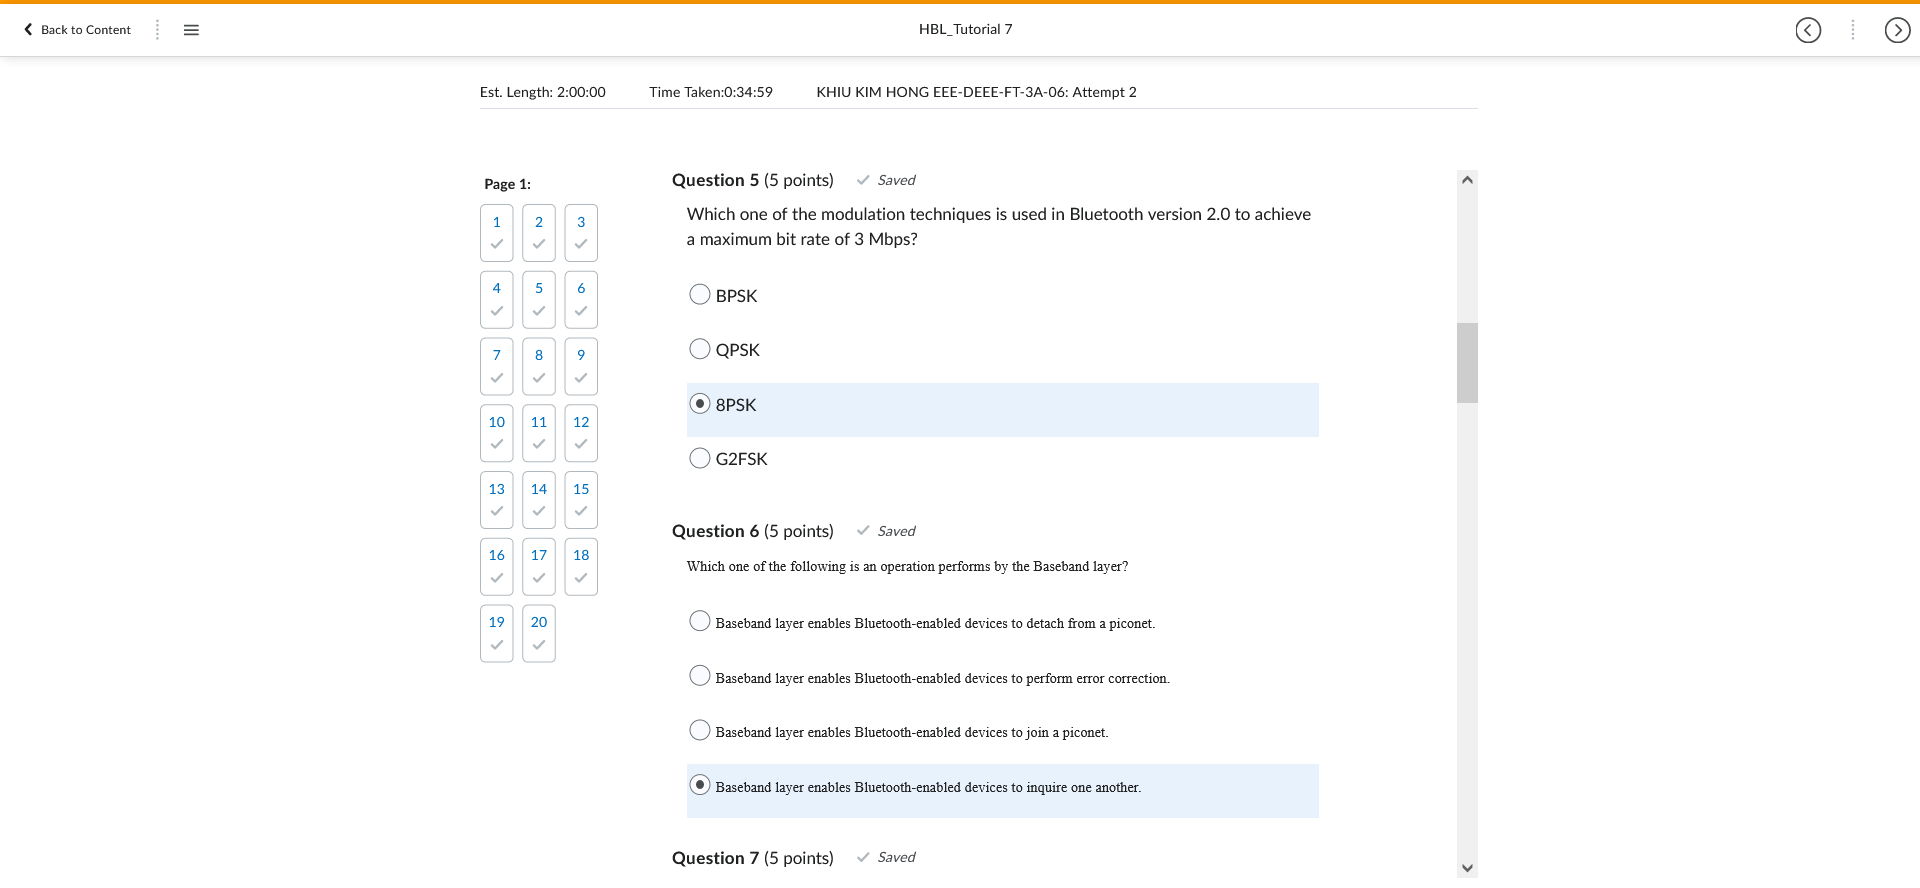 Back to Content
HBL_Tutorial 7
Est. Length: 2:00:00 Time Taken:0:34:59 KHIU KIM HONG EEE-DEEE-FT-3A-06: Attempt 2
Page 1:
1 2 3
4 5 6
7 8 9
10 11 12
13 14 15
16 17 18
19 20
Question 5 (5 points) Saved
Which one of the modulation techniques is used in Bluetooth version 2.0 to achieve
a maximum bit rate of 3 Mbps?
BPSK
QPSK
8PSK
G2FSK
Question 6 (5 points) Saved
Which one of the following is an operation performs by the Baseband layer?
Baseband layer enables Bluetooth-enabled devices to detach from a piconet.
Baseband layer enables Bluetooth-enabled devices to perform error correction.
Baseband layer enables Bluetooth-enabled devices to join a piconet.
Baseband layer enables Bluetooth-enabled devices to inquire one another.
Question 7 (5 points) Saved